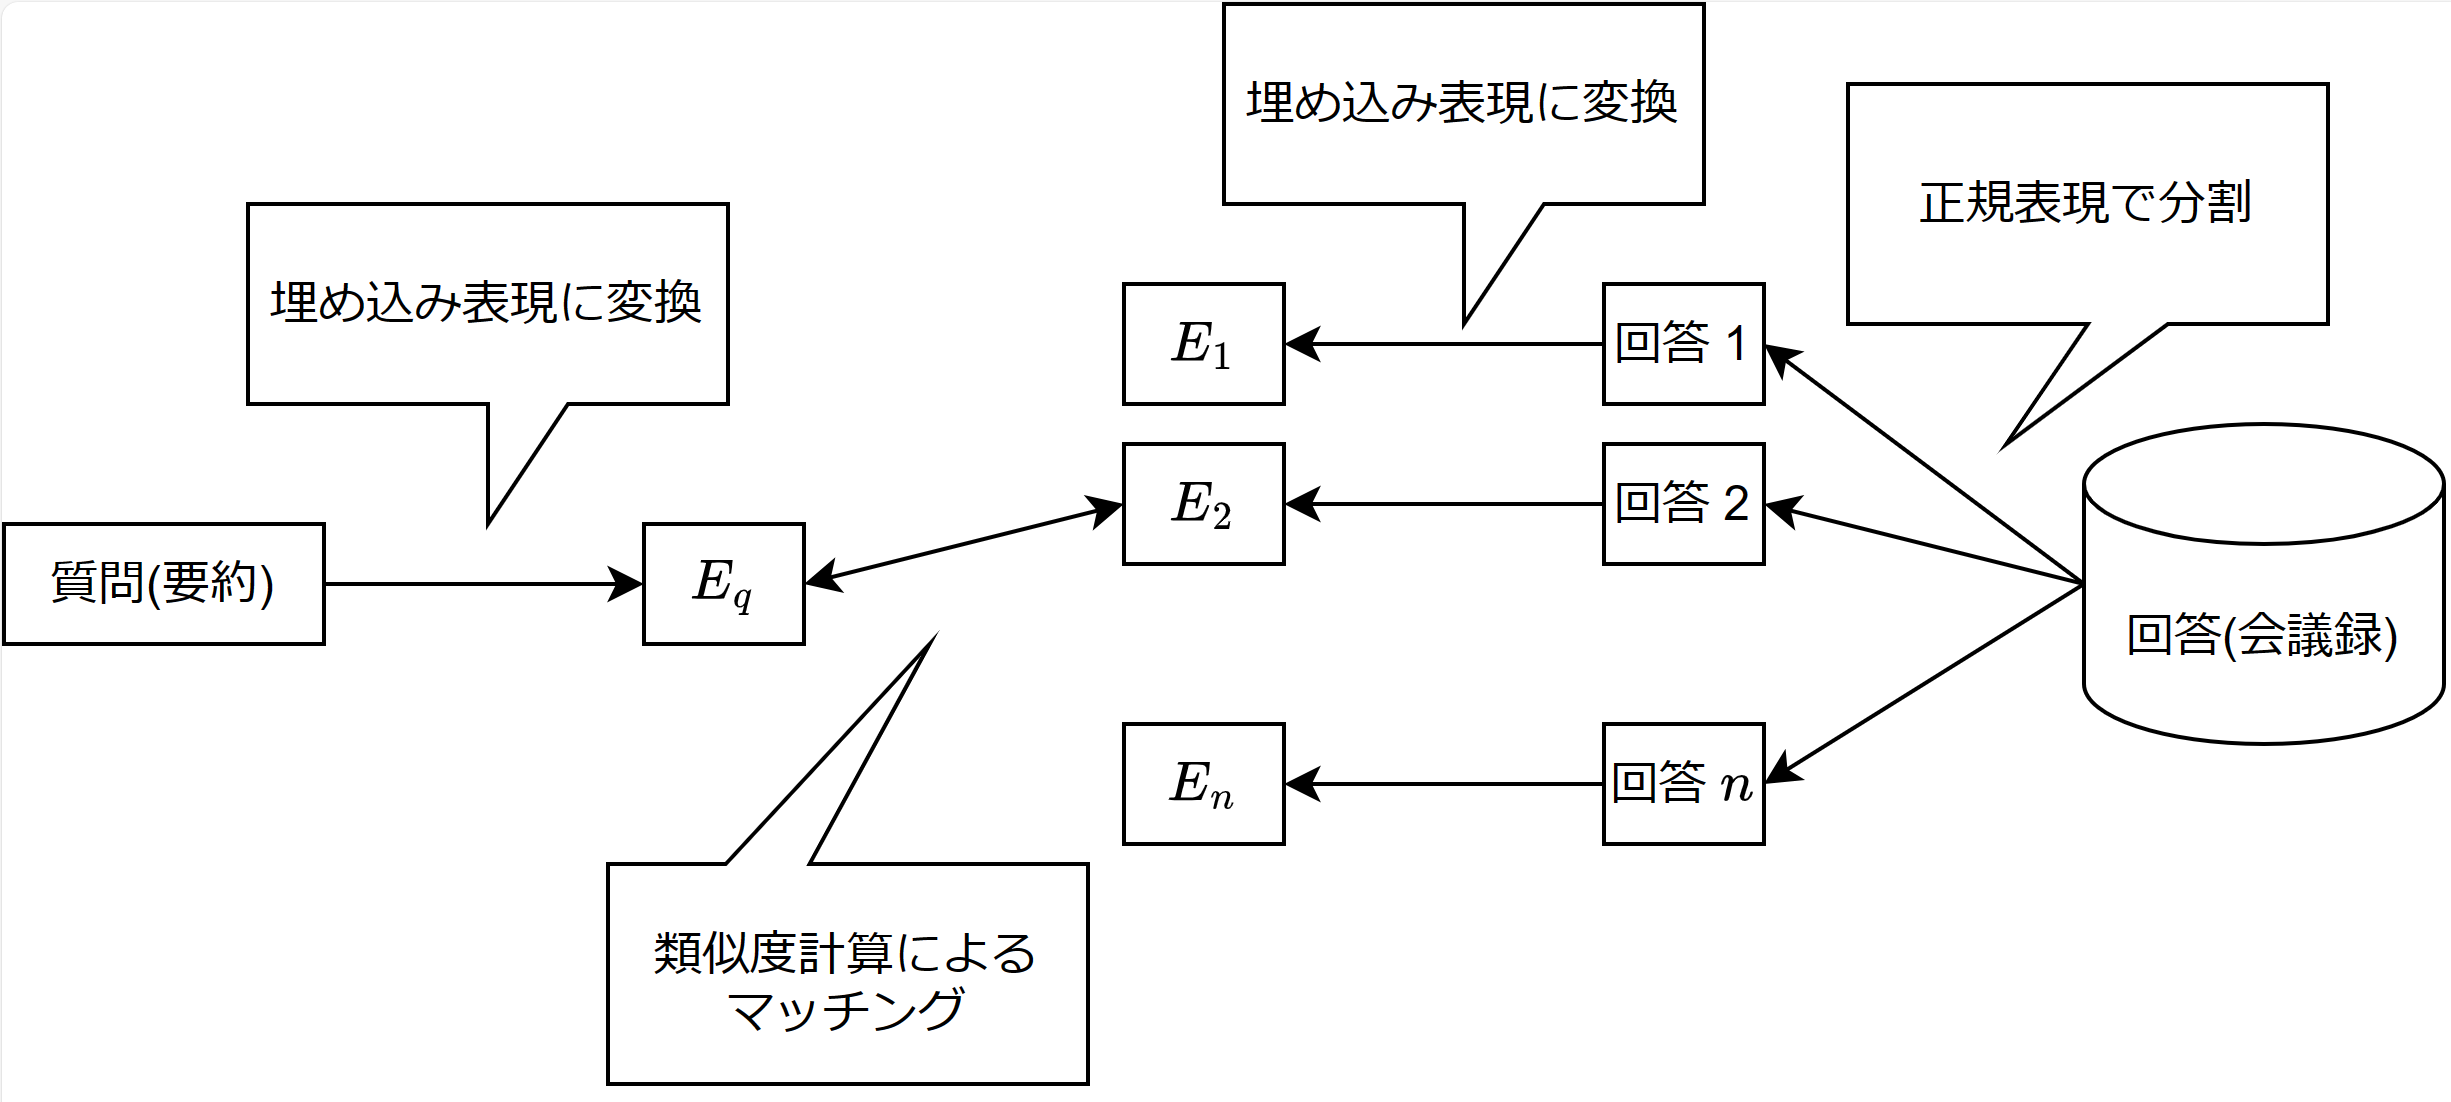 埋め込み表現に変換
正規表現で分割
埋め込み表現に変換
E₁
回答 1
E₂
回答 2
質問(要約)
E_q
回答(会議録)
Eₙ
回答 n
類似度計算による
マッチング